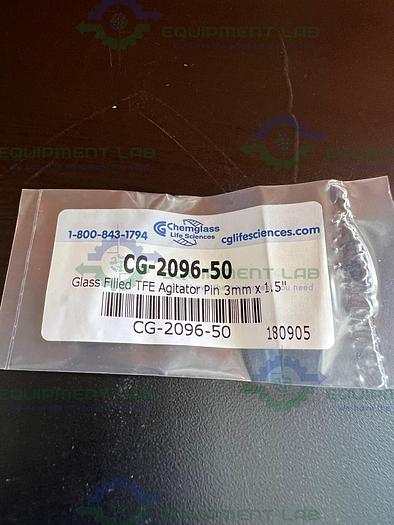 EQUIPMENT LAB
EQUIPMENT LAB
Chemglass
Life Sciences
1-800-843-1794
cglifesciences.com
CG-2096-50
Glass Filled TFE Agitator Pin 3mm x 1.5"
CG-2096-50
180905
EQUIPMENT LAB
EQUIPMENT LAB